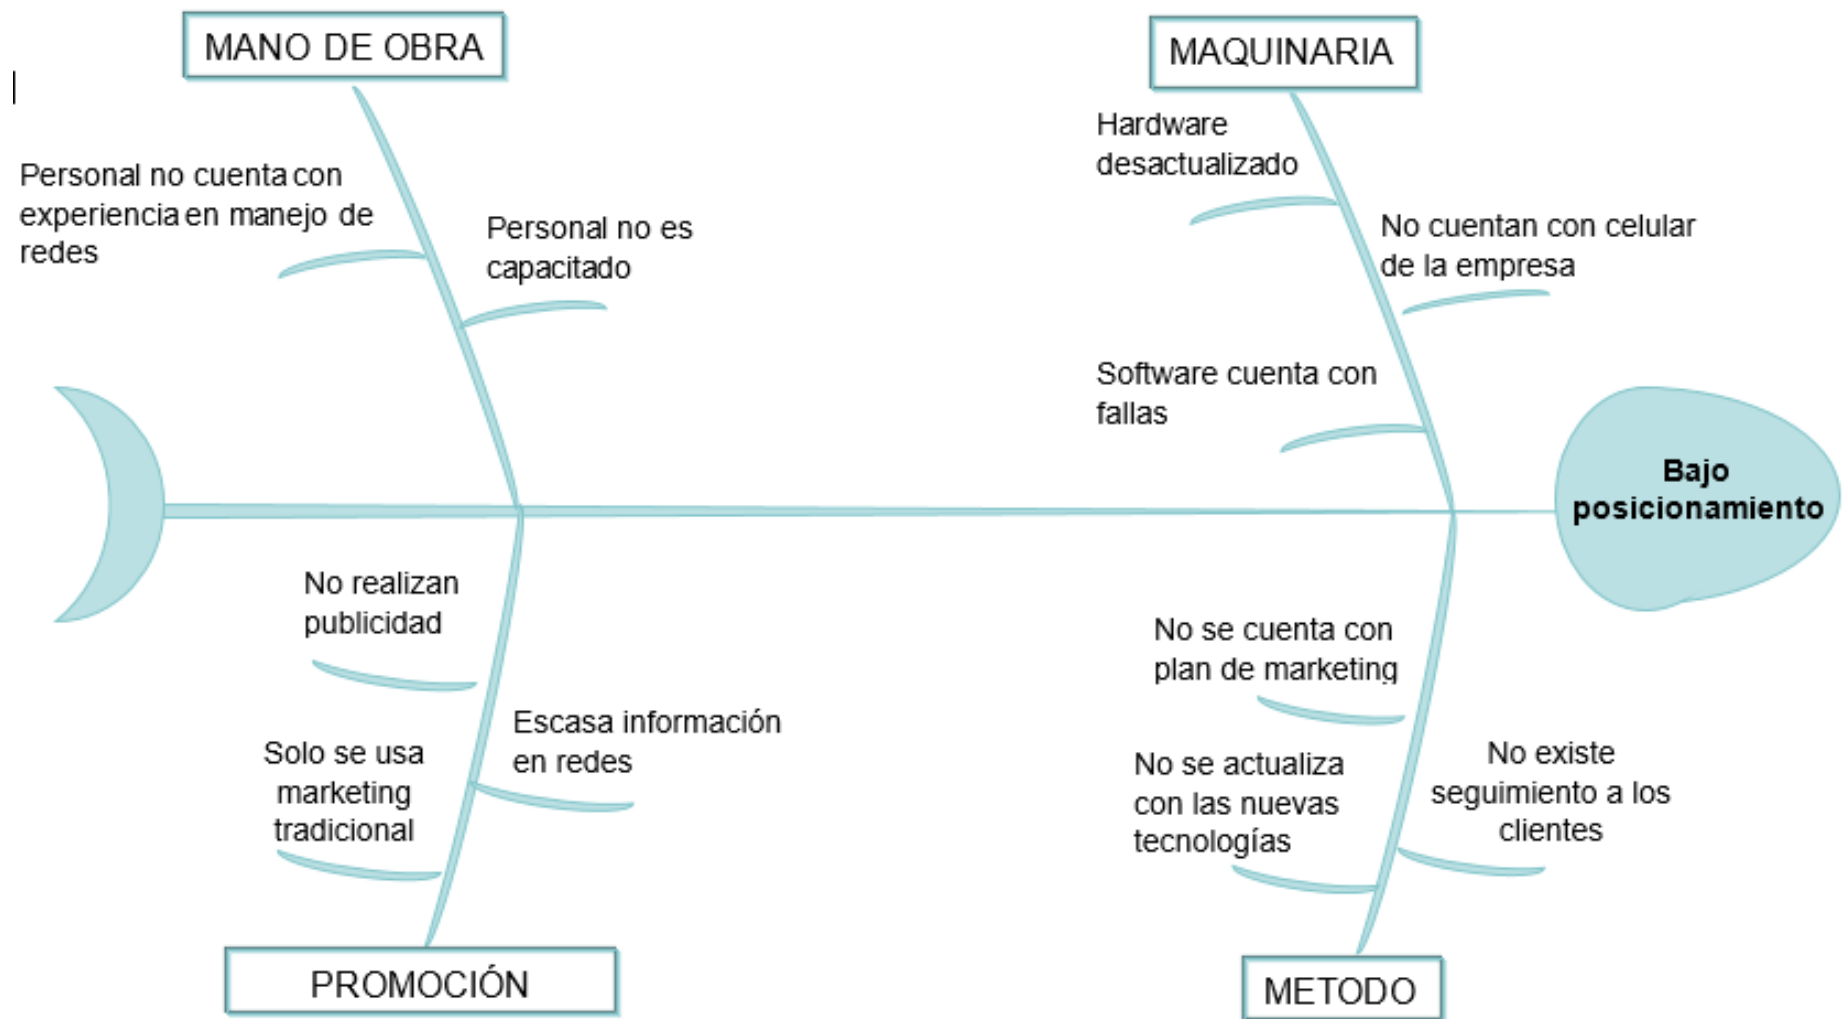 MANO DE OBRA
MAQUINARIA
Hardware
desactualizado
Personal no cuenta con
experiencia en manejo de
redes
Personal no es
capacitado
No cuentan con celular
de la empresa
Software cuenta con
fallas
Bajo
posicionamiento
No realizan
publicidad
No se cuenta con
plan de marketing
Escasa información
en redes
Solo se usa
marketing
tradicional
No se actualiza
con las nuevas
tecnologías
No existe
seguimiento a los
clientes
PROMOCIÓN
METODO